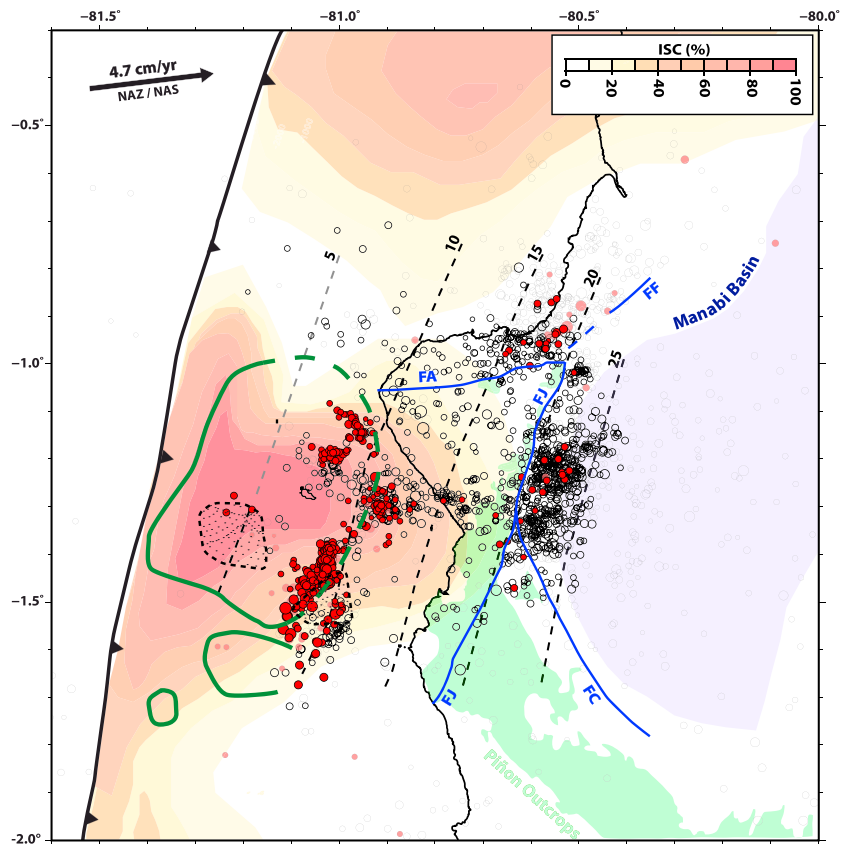 −81.5° −81.0° −80.5° −80.0°
4.7 cm/yr
NAZ / NAS
ISC (%)
0 20 40 60 80 100
−0.5°
5 10 15 20
FF
Manabi Basin
25
−1.0°
FA
FJ
−1.5°
FJ
FC
Piñon Outcrops
-2.0°